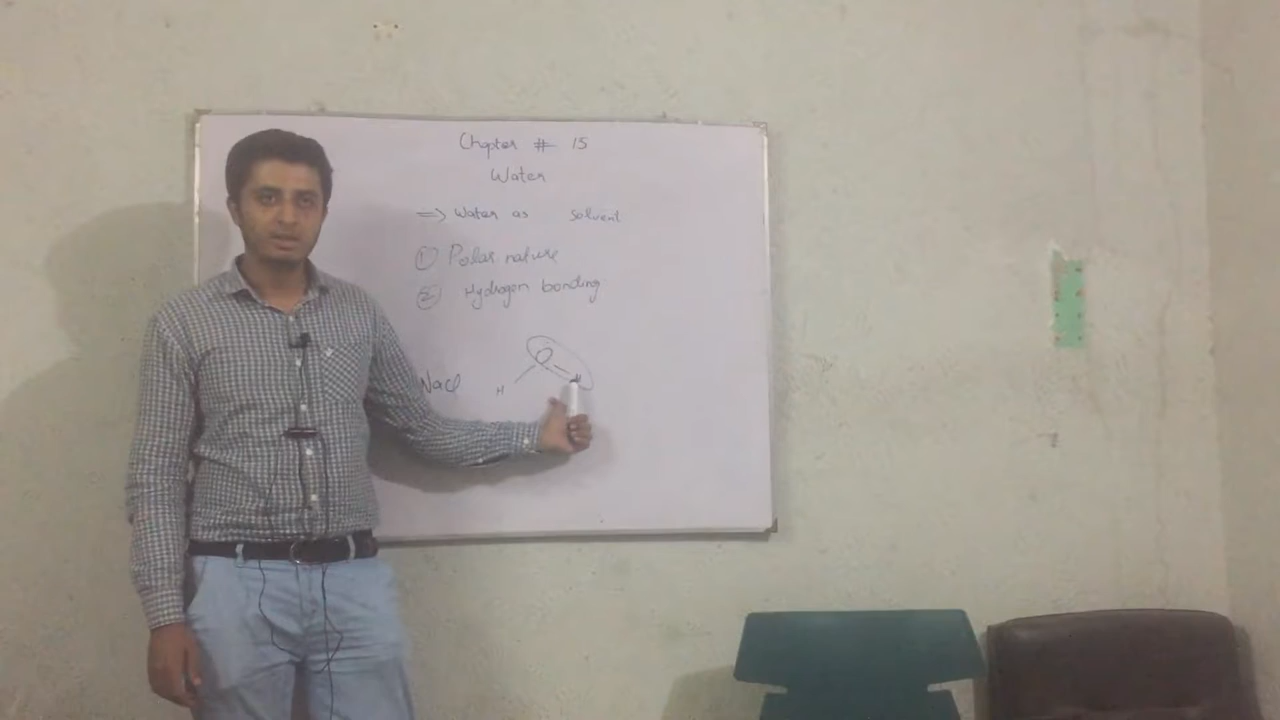 Chapter # 15
Water
⇒ Water as solvent
① Polar nature
② Hydrogen bonding
O
NaCl H H